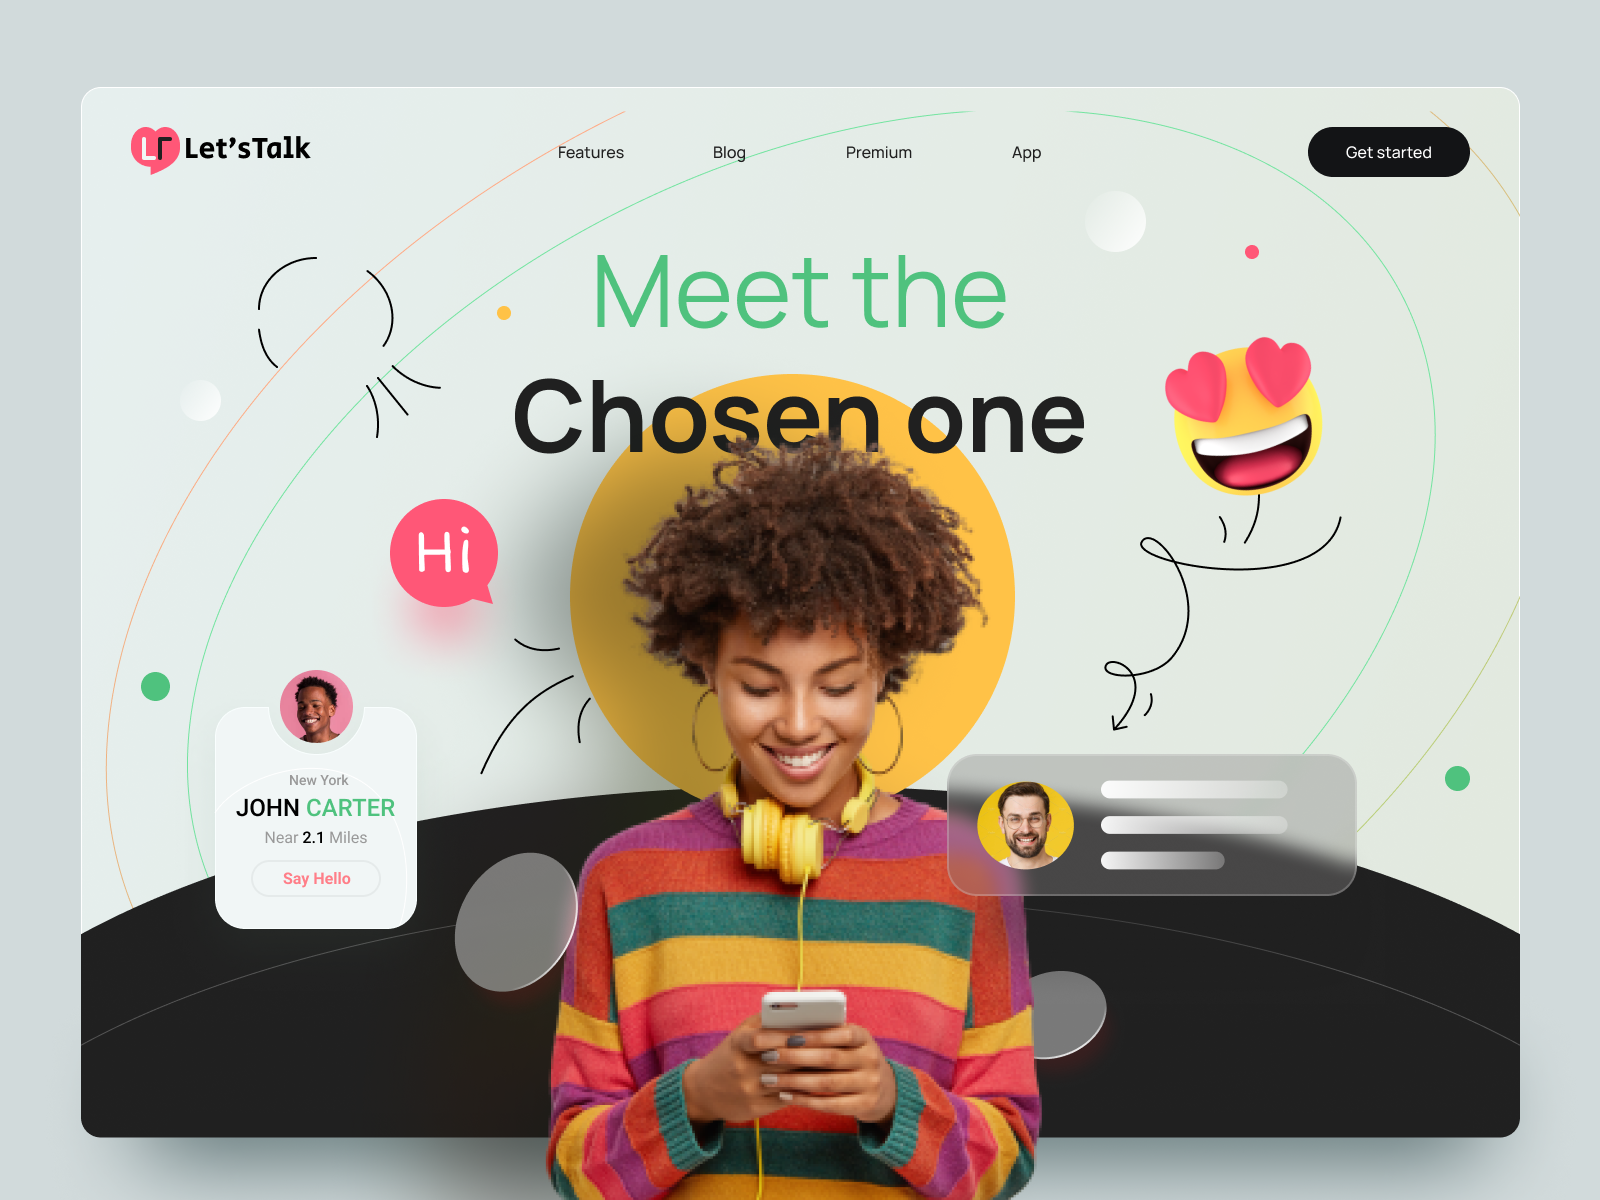 LT Let'sTalk
Features
Blog
Premium
App
Get started
Meet the
Chosen one
Hi
New York
JOHN CARTER
Near 2.1 Miles
Say Hello